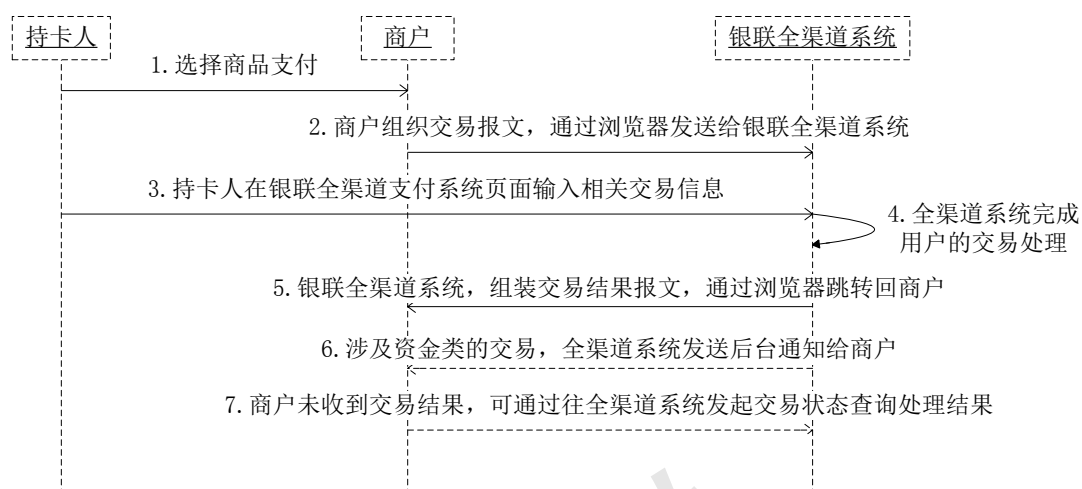 持卡人
商户
银联全渠道系统
1.选择商品支付
2.商户组织交易报文，通过浏览器发送给银联全渠道系统
3.持卡人在银联全渠道支付系统页面输入相关交易信息
4.全渠道系统完成
用户的交易处理
5.银联全渠道系统，组装交易结果报文，通过浏览器跳转回商户
6.涉及资金类的交易，全渠道系统发送后台通知给商户
7.商户未收到交易结果，可通过往全渠道系统发起交易状态查询处理结果